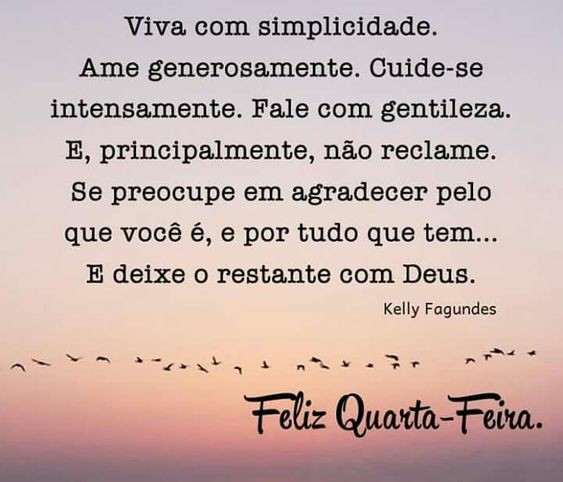 Viva com simplicidade.
Ame generosamente. Cuide-se
intensamente. Fale com gentileza.
E, principalmente, não reclame.
Se preocupe em agradecer pelo
que você é, e por tudo que tem...
E deixe o restante com Deus.
Kelly Fagundes
Feliz Quarta-Feira.